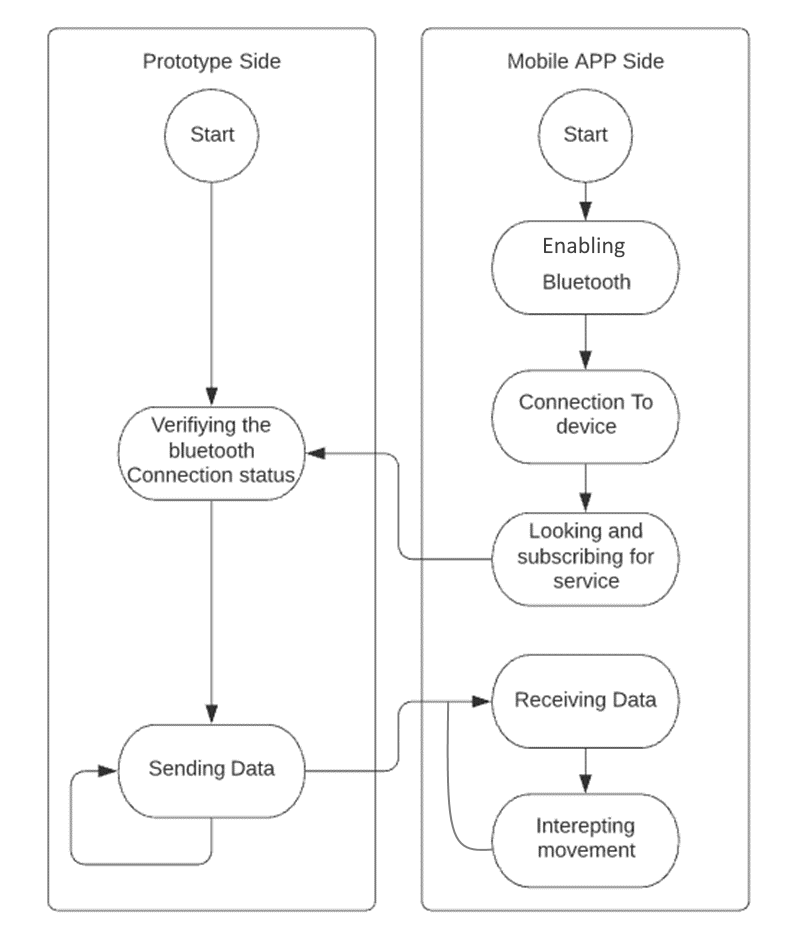 Prototype Side
Start
Verifiying the
bluetooth
Connection status
Sending Data
Mobile APP Side
Start
Enabling
Bluetooth
Connection To
device
Looking and
subscribing for
service
Receiving Data
Interepting
movement